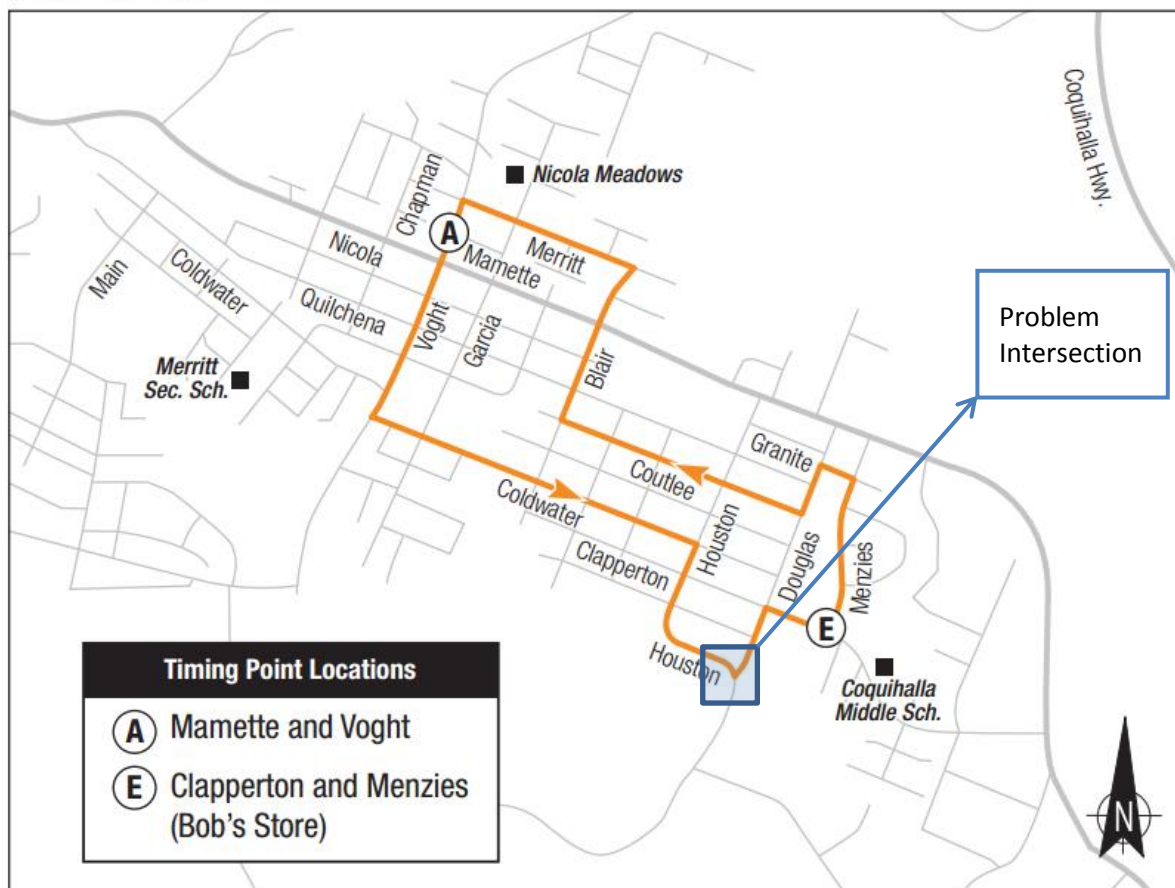 Coquihalla Hwy.
Nicola Meadows
Chapman
A
Merritt
Mamette
Nicola
Main
Coldwater
Quilchena
Voght
Garcia
Blair
Merritt
Sec. Sch.
Problem
Intersection
Granite
Coutlee
Coldwater
Houston
Clapperton
Douglas
Menzies
E
Houston
Coquihalla
Middle Sch.
Timing Point Locations
A Mamette and Voght
E Clapperton and Menzies
(Bob's Store)
N